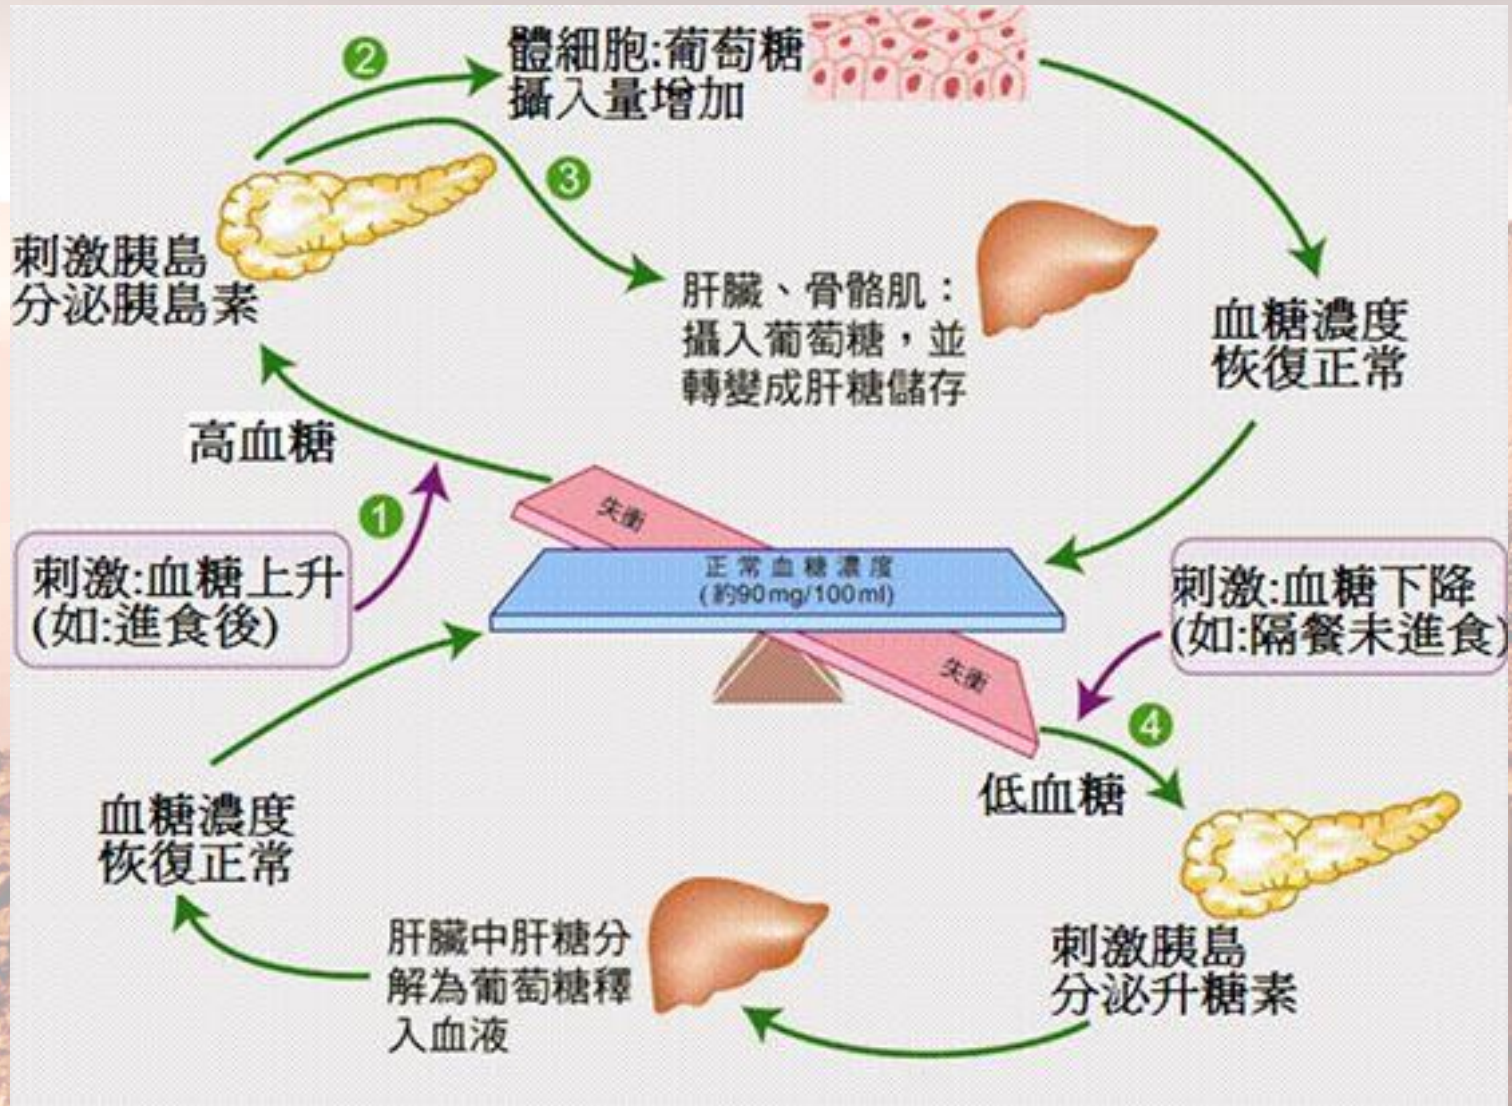 2
體細胞:葡萄糖
攝入量增加
3
刺激胰島
分泌胰島素
肝臟、骨骼肌：
攝入葡萄糖，並
轉變成肝糖儲存
血糖濃度
恢復正常
高血糖
1
刺激:血糖上升
(如:進食後)
失衡
正常血糖濃度
(約90mg/100ml)
失衡
刺激:血糖下降
(如:隔餐未進食)
4
低血糖
血糖濃度
恢復正常
肝臟中肝糖分
解為葡萄糖釋
入血液
刺激胰島
分泌升糖素